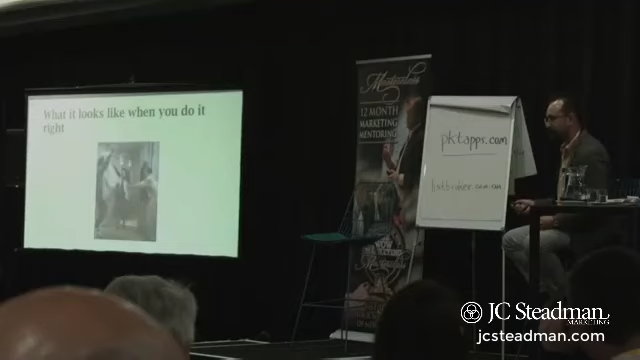 What it looks like when you do it
right
12 MONTH
MARKETING
MENTORING
pktapps.com
JC Steadman
MARKETING
jcsteadman.com